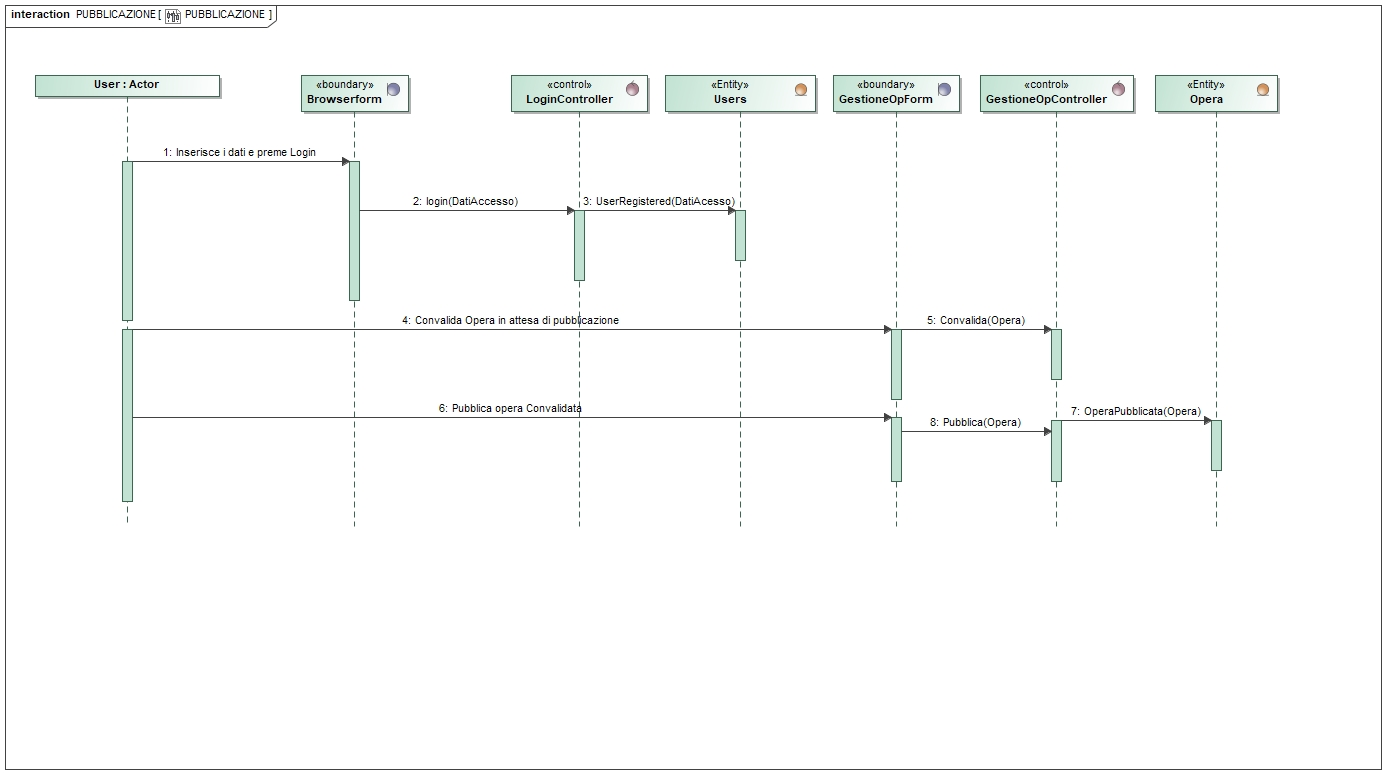 interaction PUBBLICAZIONE [ PUBBLICAZIONE ]
User : Actor
«boundary»
Browserform
«control»
LoginController
«Entity»
Users
«boundary»
GestioneOpForm
«control»
GestioneOpController
«Entity»
Opera
1: Inserisce i dati e preme Login
2: login(DatiAccesso)
3: UserRegistered(DatiAcesso)
4: Convalida Opera in attesa di pubblicazione
5: Convalida(Opera)
6: Pubblica opera Convalidata
7: OperaPubblicata(Opera)
8: Pubblica(Opera)